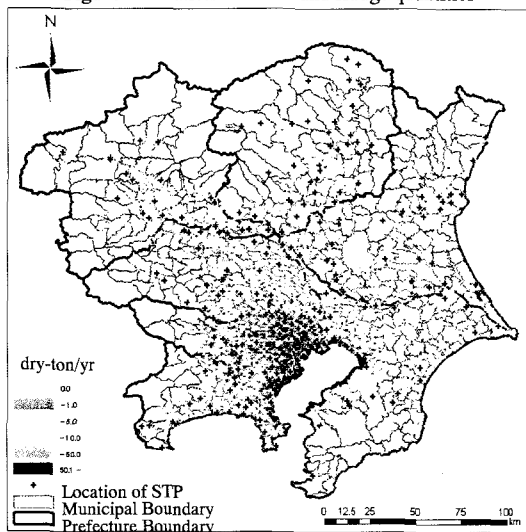 N
dry-ton/yr
0.0
-1.0
-5.0
-10.0
-50.0
50.1 -
Location of STP
Municipal Boundary
Prefecture Boundary
0 12.5 25 50 75 100
km